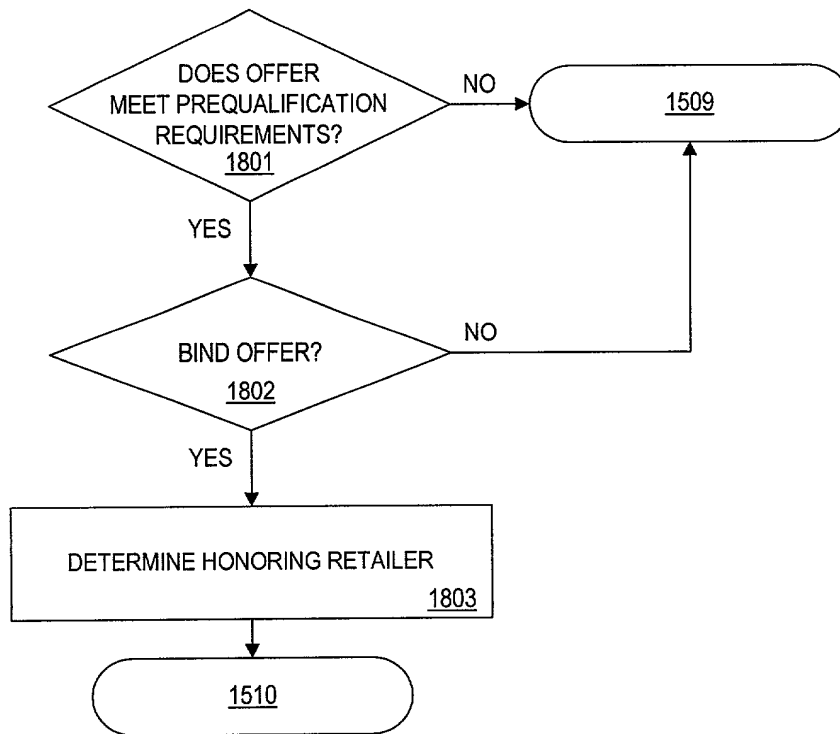 DOES OFFER
MEET PREQUALIFICATION
REQUIREMENTS?
1801
NO
1509
YES
BIND OFFER?
1802
NO
YES
DETERMINE HONORING RETAILER
1803
1510